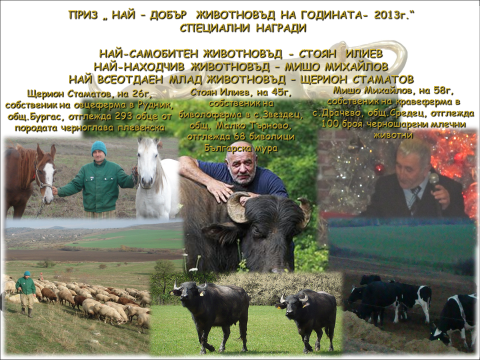 ПРИЗ „ НАЙ – ДОБЪР ЖИВОТНОВЪД НА ГОДИНАТА- 2013г.“
СПЕЦИАЛНИ НАГРАДИ
НАЙ-САМОБИТЕН ЖИВОТНОВЪД - СТОЯН ИЛИЕВ
НАЙ-НАХОДЧИВ ЖИВОТНОВЪД – МИШО МИХАЙЛОВ
НАЙ ВСЕОТДАЕН МЛАД ЖИВОТНОВЪД – ЩЕРИОН СТАМАТОВ
Щерион Стаматов, на 26г,
собственик на овцеферма в Рудник,
общ.Бургас, отглежда 293 овце от
породата черноглава плевенска
Стоян Илиев, на 45г,
собственик на
биволоферма в с.Звездец,
общ. Малко Търново,
отглежда 68 биволици
българска мура
Мишо Михайлов, на 58г,
собственик на кравеферма в
с.Драчево, общ.Средец, отглежда
100 броя черношарени млечни
животни